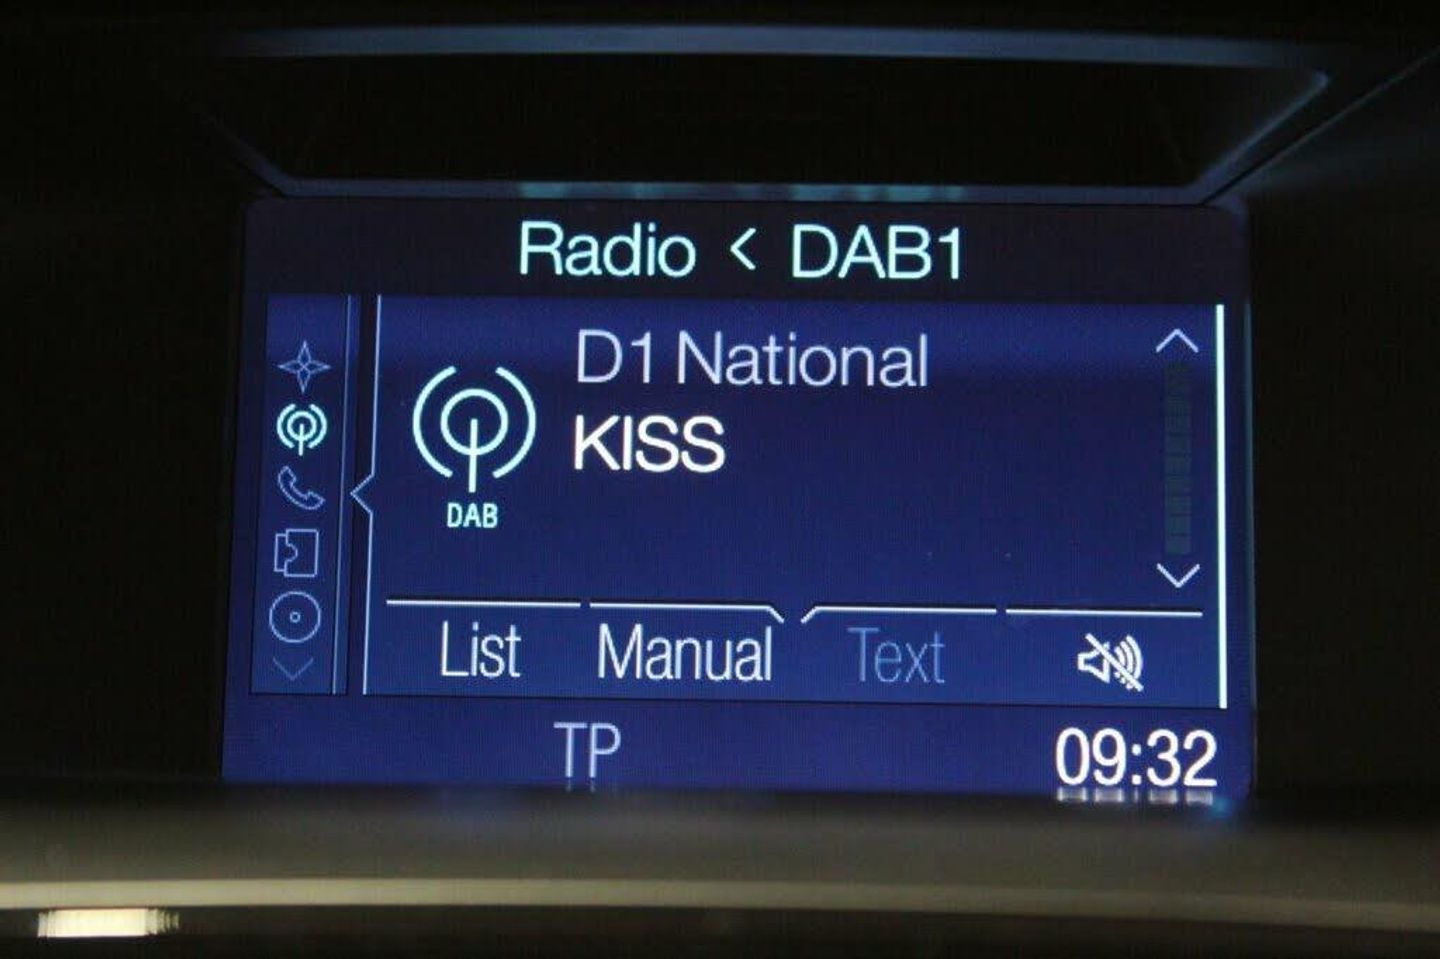 Radio < DAB1
D1 National
KISS
DAB
List Manual Text
TP 09:32